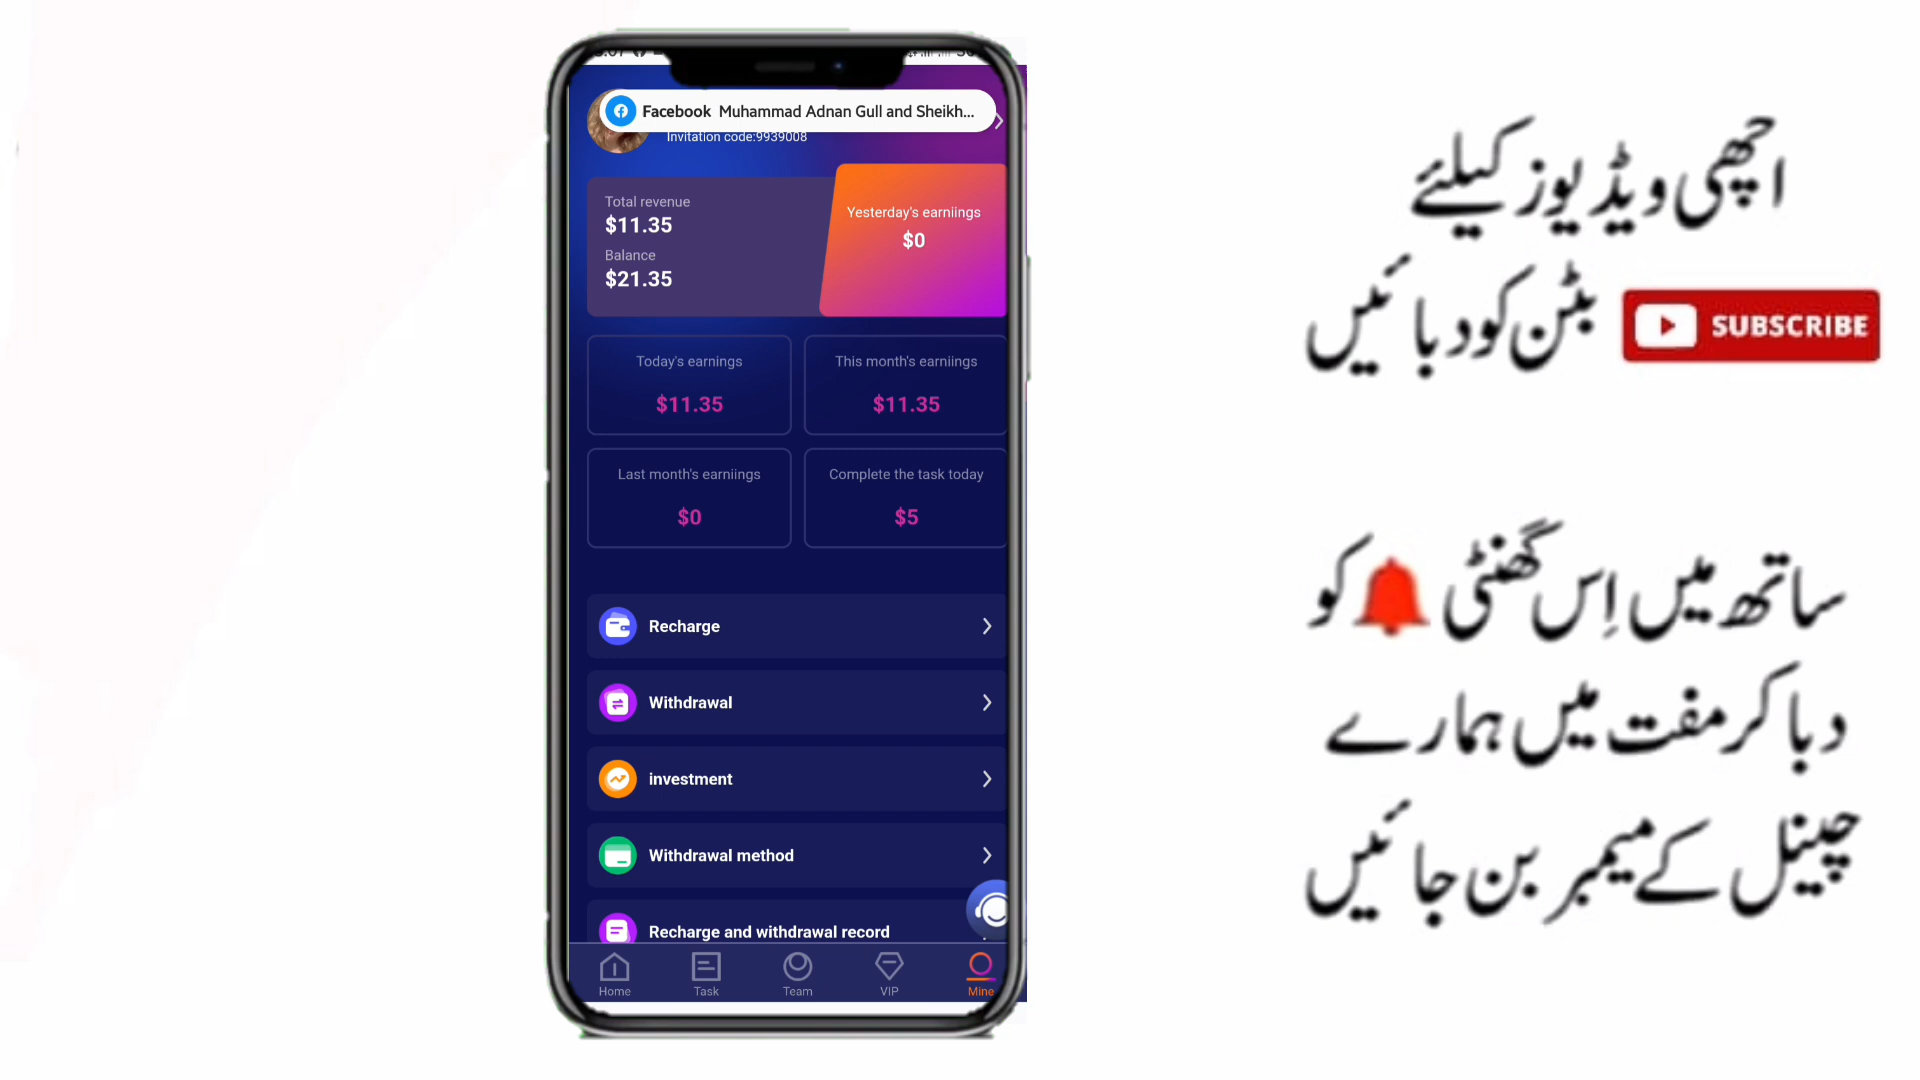 Facebook Muhammad Adnan Gull and Sheikh...
Invitation code:9939008
Total revenue
$11.35
Balance
$21.35
Yesterday's earniings
$0
Today's earnings
$11.35
This month's earniings
$11.35
Last month's earniings
$0
Complete the task today
$5
Recharge
Withdrawal
investment
Withdrawal method
Recharge and withdrawal record
Home
Task
Team
VIP
Mine
اچھی ویڈیوز کیلئے
SUBSCRIBE بٹن کو دبائیں
ساتھ میں اِس گھنٹی کو
دبا کر مفت میں ہمارے
چینل کے میمبر بن جائیں